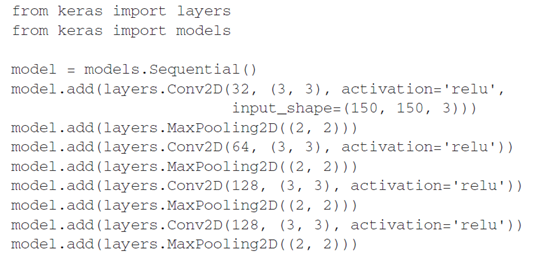 from keras import layers
from keras import models
model = models.Sequential()
model.add(layers.Conv2D(32, (3, 3), activation='relu',
input_shape=(150, 150, 3)))
model.add(layers.MaxPooling2D((2, 2)))
model.add(layers.Conv2D(64, (3, 3), activation='relu'))
model.add(layers.MaxPooling2D((2, 2)))
model.add(layers.Conv2D(128, (3, 3), activation='relu'))
model.add(layers.MaxPooling2D((2, 2)))
model.add(layers.Conv2D(128, (3, 3), activation='relu'))
model.add(layers.MaxPooling2D((2, 2)))